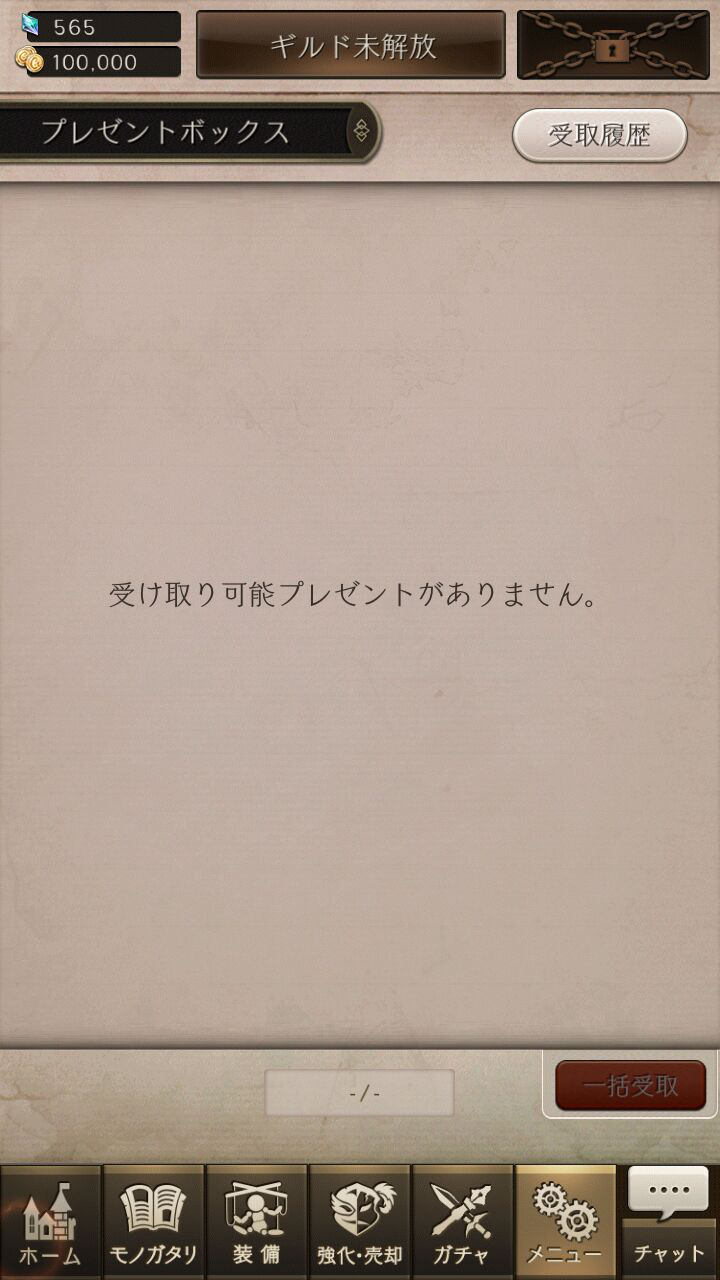 565
100,000
ギルド未解放
プレゼントボックス
受取履歴
受け取り可能プレゼントがありません。
-/-
一括受取
ホーム
モノガタリ
装備
強化・売却
ガチャ
メニュー
チャット